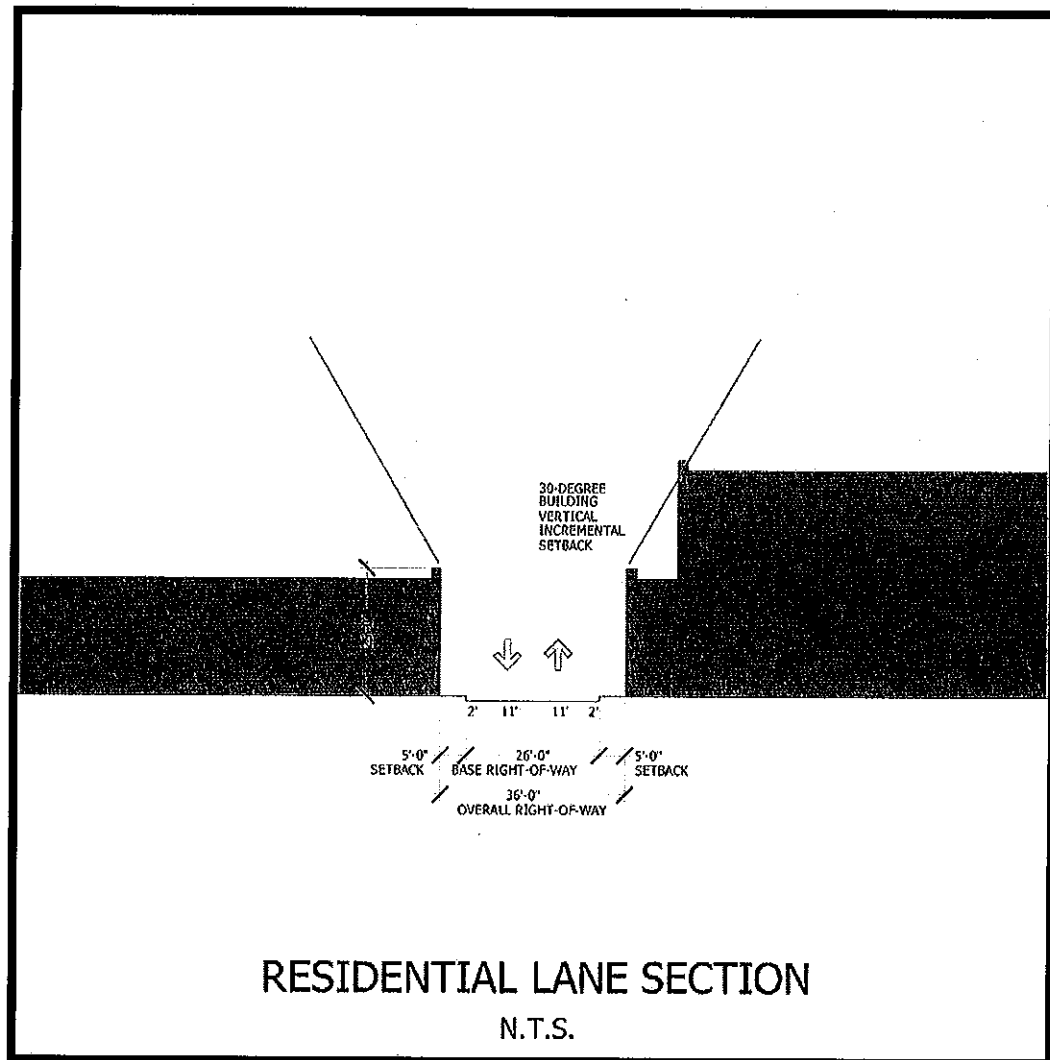 30-DEGREE
BUILDING
VERTICAL
INCREMENTAL
SETBACK
2' 11' 11' 2'
5'-0" 26'-0" 5'-0"
SETBACK BASE RIGHT-OF-WAY SETBACK
36'-0"
OVERALL RIGHT-OF-WAY
RESIDENTIAL LANE SECTION
N.T.S.